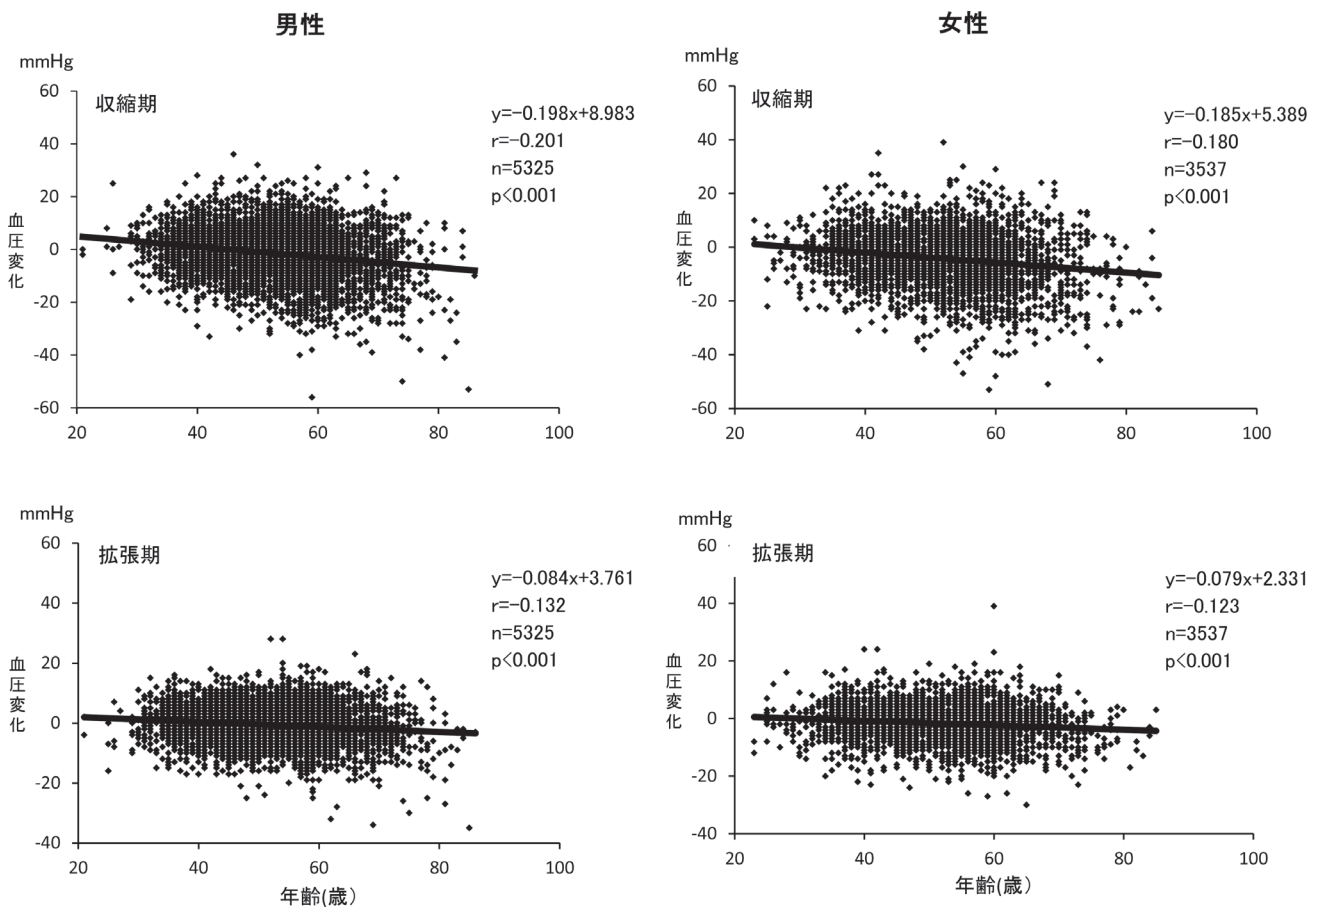 男性
mmHg
60
40
20
0
-20
-40
-60
血圧変化
収縮期
y=-0.198x+8.983
r=-0.201
n=5325
p<0.001
20 40 60 80 100
女性
mmHg
60
40
20
0
-20
-40
-60
血圧変化
収縮期
y=-0.185x+5.389
r=-0.180
n=3537
p<0.001
20 40 60 80 100
mmHg
60
40
20
0
-20
-40
血圧変化
拡張期
y=-0.084x+3.761
r=-0.132
n=5325
p<0.001
20 40 60 80 100
年齢(歳)
mmHg
60
40
20
0
-20
-40
血圧変化
拡張期
y=-0.079x+2.331
r=-0.123
n=3537
p<0.001
20 40 60 80 100
年齢(歳)